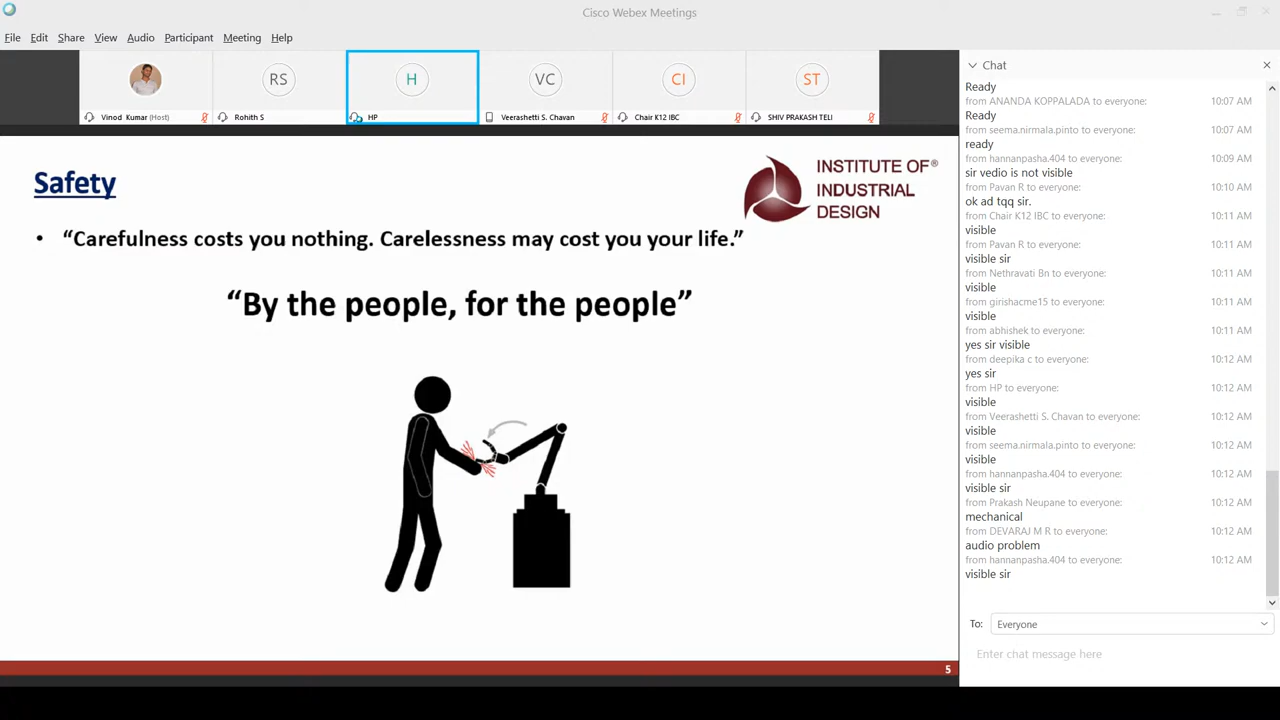 Cisco Webex Meetings
File Edit Share View Audio Participant Meeting Help
RS H VC CI ST
Vinod Kumar (Host) Rohith S HP Veerashetti S. Chavan Chair K12 IBC SHIV PRAKASH TELI
Safety
INSTITUTE OF®
INDUSTRIAL
DESIGN
• “Carefulness costs you nothing. Carelessness may cost you your life.”
“By the people, for the people”
5
Chat
Ready
from ANANDA KOPPALADA to everyone: 10:07 AM
Ready
from seema.nirmala.pinto to everyone: 10:07 AM
ready
from hannanpasha.404 to everyone: 10:09 AM
sir vedio is not visible
from Pavan R to everyone: 10:10 AM
ok ad tqq sir.
from Chair K12 IBC to everyone: 10:11 AM
visible
from Pavan R to everyone: 10:11 AM
visible sir
from Nethravati Bn to everyone: 10:11 AM
visible
from girishacme15 to everyone: 10:11 AM
visible
from abhishek to everyone: 10:11 AM
yes sir visible
from deepika c to everyone: 10:12 AM
yes sir
from HP to everyone: 10:12 AM
visible
from Veerashetti S. Chavan to everyone: 10:12 AM
visible
from seema.nirmala.pinto to everyone: 10:12 AM
visible
from hannanpasha.404 to everyone: 10:12 AM
visible sir
from Prakash Neupane to everyone: 10:12 AM
mechanical
from DEVARAJ M R to everyone: 10:12 AM
audio problem
from hannanpasha.404 to everyone: 10:12 AM
visible sir
To: Everyone
Enter chat message here